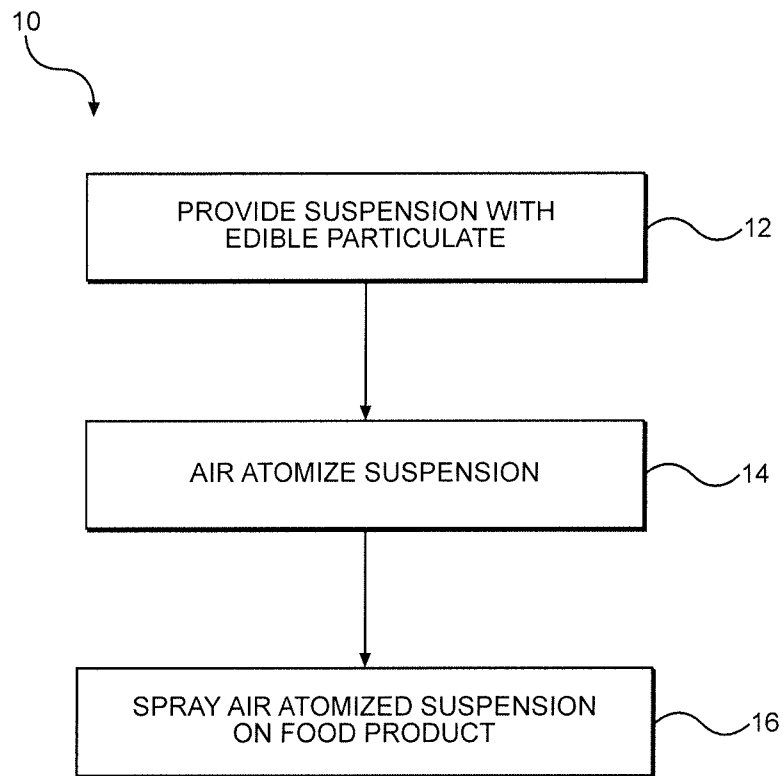 10
PROVIDE SUSPENSION WITH
EDIBLE PARTICULATE
12
AIR ATOMIZE SUSPENSION
14
SPRAY AIR ATOMIZED SUSPENSION
ON FOOD PRODUCT
16